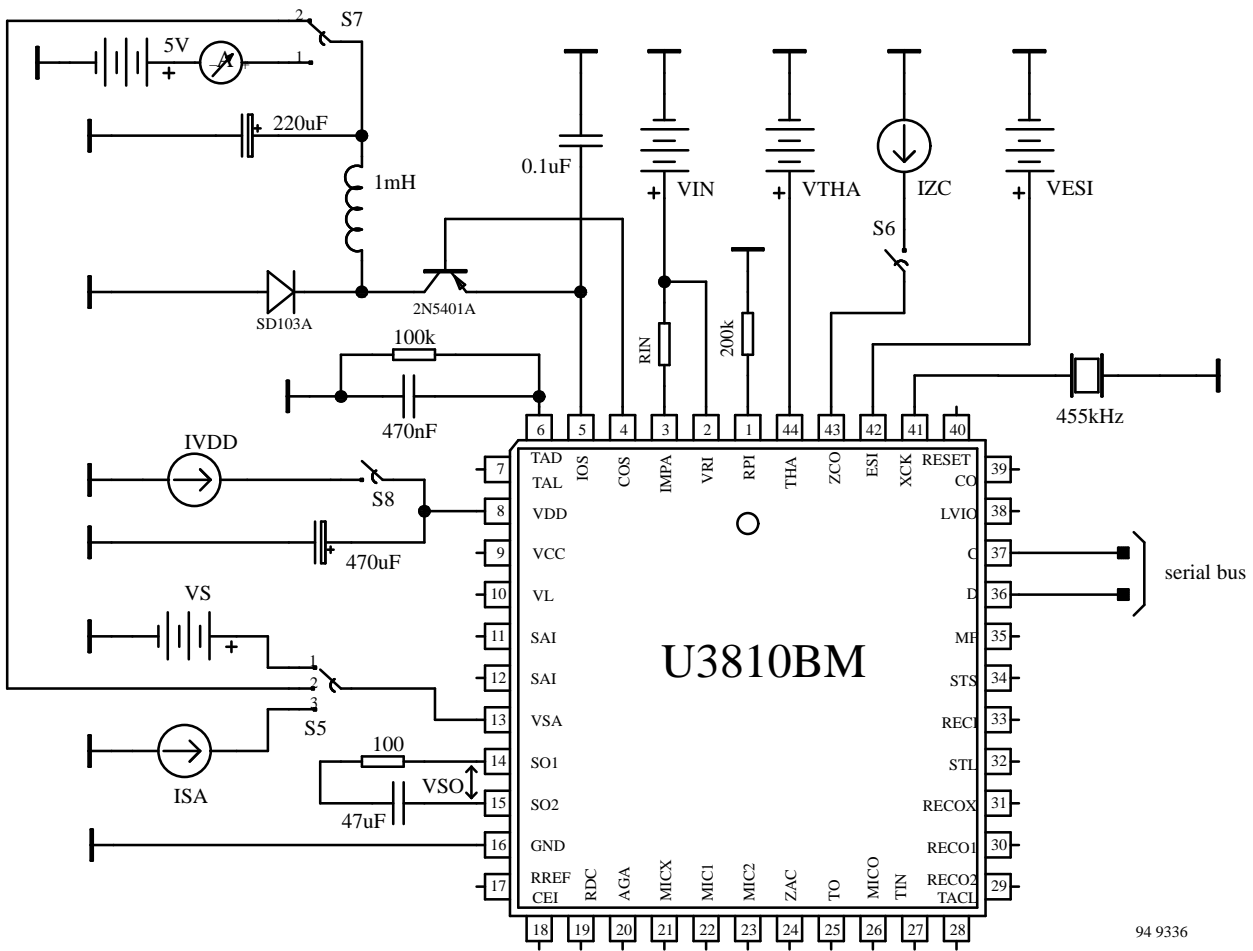 2
S7
5V
+
A
- +
1
220uF
+
1mH
0.1uF
+
VIN
+
VTHA
IZC
+
VESI
S6
SD103A
2N5401A
RIN
200k
100k
470nF
455kHz
6 5 4 3 2 1 44 43 42 41 40
IVDD
S8
+
470uF
VS
+
1
2
3
S5
ISA
100
VSO
47uF
TAD
TAL
IOS
COS
IMPA
VRI
RPI
THA
ZCO
ESI
XCK
RESET
CO
7
8 VDD
9 VCC
10 VL
11 SAI
12 SAI
13 VSA
14 SO1
15 SO2
16 GND
17 RREF
CEI
39
LVIO 38
C 37
D 36
MF 35
STS 34
RECI 33
STL 32
RECOX 31
RECO1 30
RECO2 29
TACL
serial bus
U3810BM
RDC
AGA
MICX
MIC1
MIC2
ZAC
TO
MICO
TIN
18 19 20 21 22 23 24 25 26 27 28
94 9336